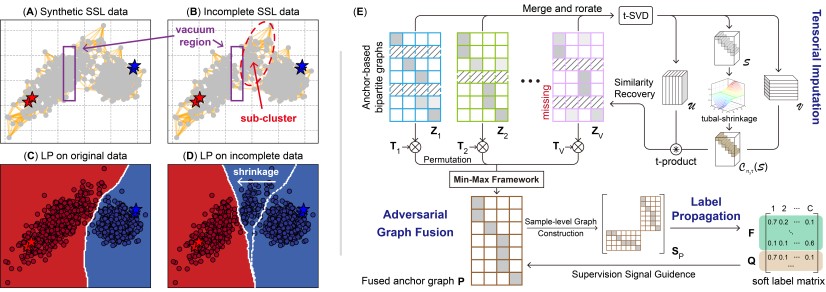 (A) Synthetic SSL data
(B) Incomplete SSL data
vacuum
region
sub-cluster
(C) LP on original data
(D) LP on incomplete data
shrinkage
(E)
Merge and rorate
t-SVD
Tensorial Imputation
Anchor-based
bipartite graphs
missing
Similarity
Recovery
S
tubal-shrinkage
U
V
t-product
Z1
Z2
ZV
T1
T2
TV
Permutation
Min-Max Framework
Adversarial
Graph Fusion
Sample-level Graph
Construction
SP
Label
Propagation
1 2 ··· C
F
0.7 0.2 ··· 0.1
0.1 0.1 ··· 0.6
Q
0.7 0.1 ··· 0.1
Supervision Signal Guidence
Fused anchor graph P
soft label matrix